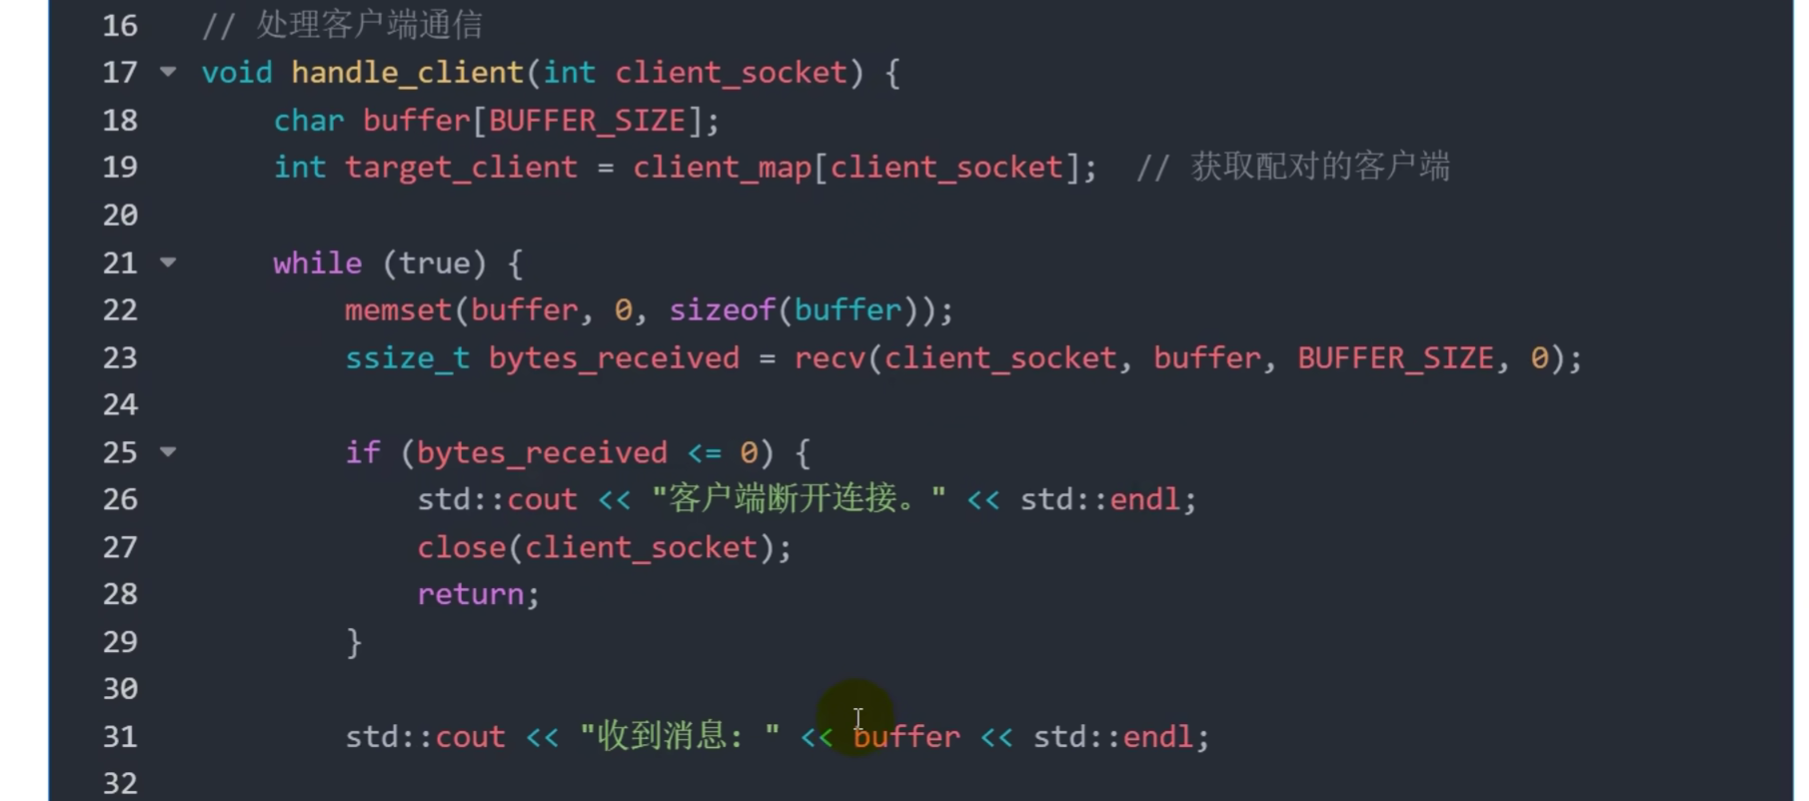 16 // 处理客户端通信
17 void handle_client(int client_socket) {
18 char buffer[BUFFER_SIZE];
19 int target_client = client_map[client_socket]; // 获取配对的客户端
20
21 while (true) {
22 memset(buffer, 0, sizeof(buffer));
23 ssize_t bytes_received = recv(client_socket, buffer, BUFFER_SIZE, 0);
24
25 if (bytes_received <= 0) {
26 std::cout << "客户端断开连接。" << std::endl;
27 close(client_socket);
28 return;
29 }
30
31 std::cout << "收到消息: " << buffer << std::endl;
32